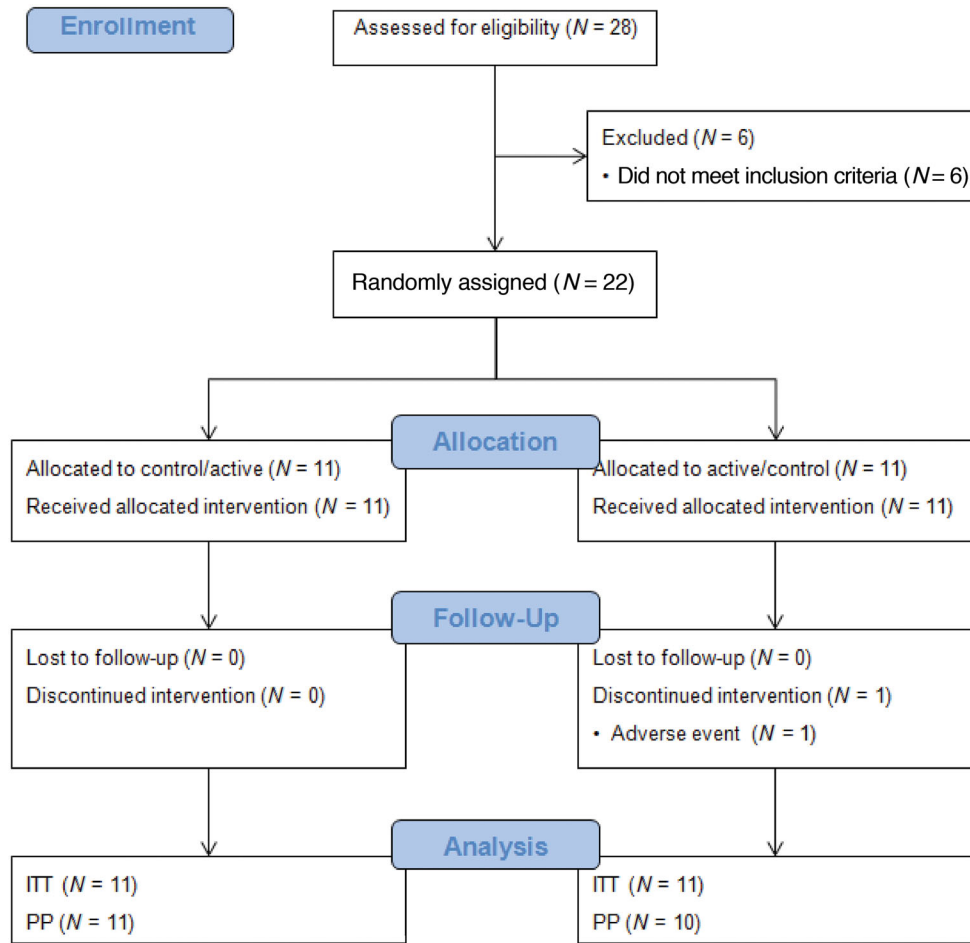 Enrollment
Assessed for eligibility (N = 28)
Excluded (N = 6)
• Did not meet inclusion criteria (N = 6)
Randomly assigned (N = 22)
Allocation
Allocated to control/active (N = 11)
Received allocated intervention (N = 11)
Allocated to active/control (N = 11)
Received allocated intervention (N = 11)
Follow-Up
Lost to follow-up (N = 0)
Discontinued intervention (N = 0)
Lost to follow-up (N = 0)
Discontinued intervention (N = 1)
• Adverse event (N = 1)
Analysis
ITT (N = 11)
PP (N = 11)
ITT (N = 11)
PP (N = 10)